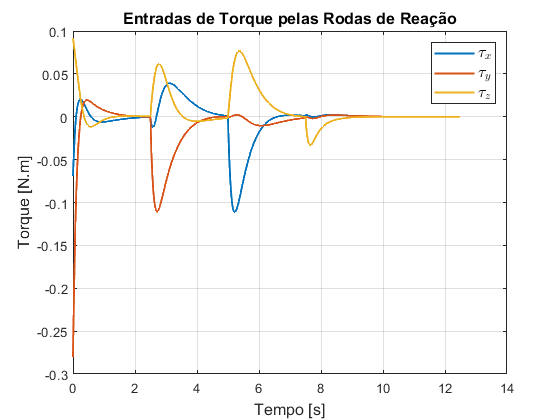 Entradas de Torque pelas Rodas de Reação
0.1
0.05
0
-0.05
-0.1
-0.15
-0.2
-0.25
-0.3
Torque [N.m]
τx
τy
τz
0 2 4 6 8 10 12 14
Tempo [s]